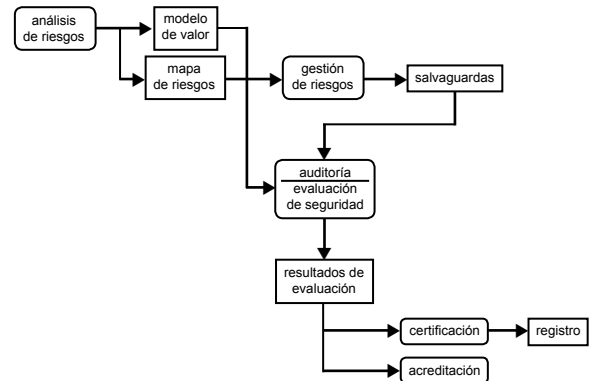 análisis
de riesgos
modelo
de valor
mapa
de riesgos
gestión
de riesgos
salvaguardas
auditoría
evaluación
de seguridad
resultados de
evaluación
certificación
registro
acreditación